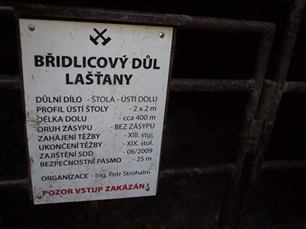 BŘIDLICOVÝ DŮL
LAŠŤANY
DŮLNÍ DÍLO - ŠTOLA - ÚSTÍ DOLU
PROFIL ÚSTÍ ŠTOLY - 2 x 2 m
DÉLKA DOLU - cca 400 m
DRUH ZÁSYPU - BEZ ZÁSYPU
ZAHÁJENÍ TĚŽBY - XIII. stol.
UKONČENÍ TĚŽBY - XIX. stol.
ZAJIŠTĚNÍ SDD - 06/2009
BEZPEČNOSTNÍ PÁSMO - 25 m
ORGANIZACE - Ing. Petr Strohalm
POZOR VSTUP ZAKÁZÁN!